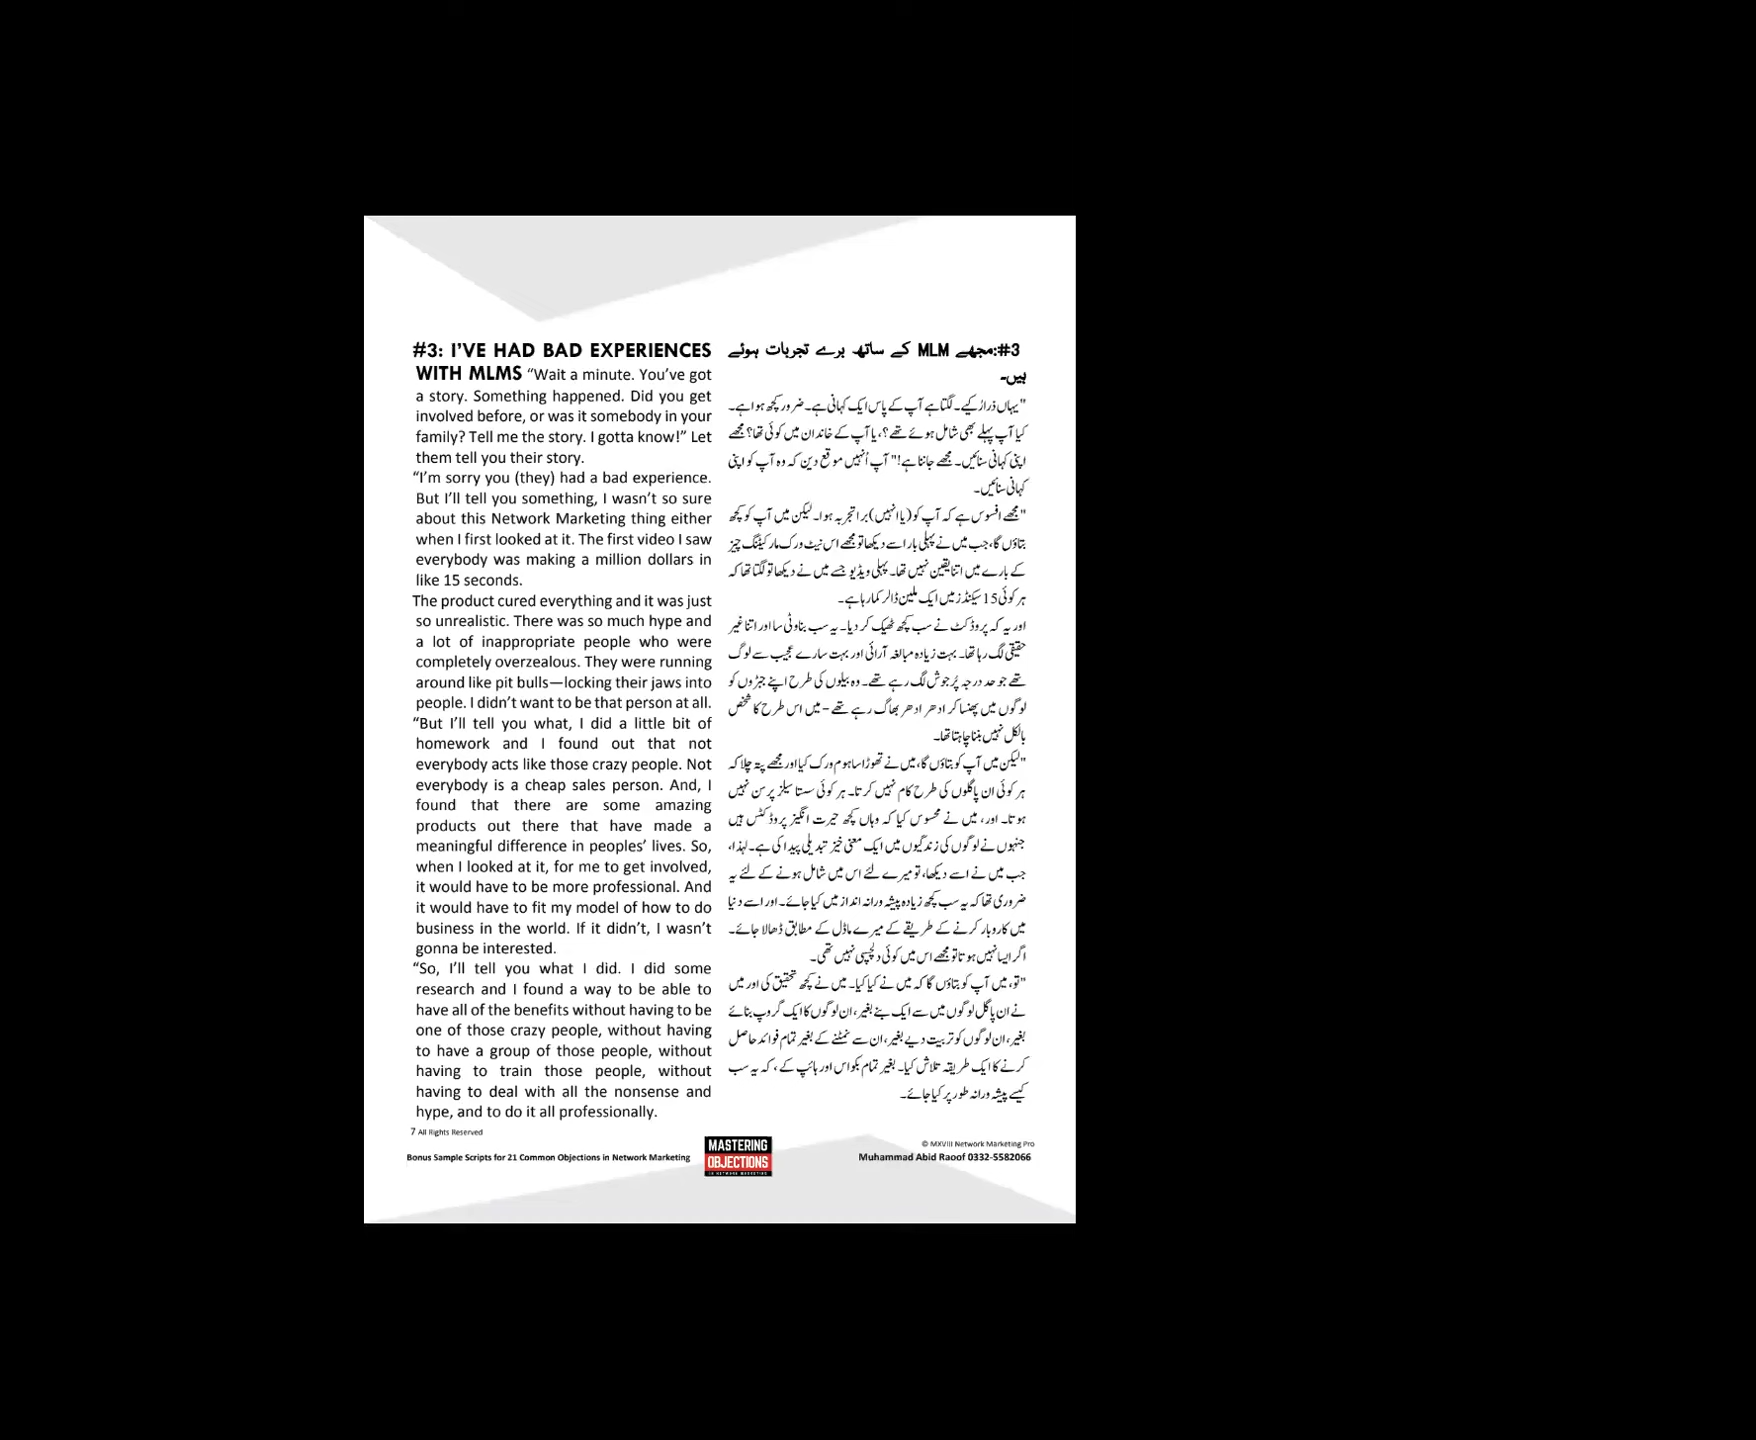 #3: I’VE HAD BAD EXPERIENCES
WITH MLMS “Wait a minute. You’ve got
a story. Something happened. Did you get
involved before, or was it somebody in your
family? Tell me the story. I gotta know!” Let
them tell you their story.
“I’m sorry you (they) had a bad experience.
But I’ll tell you something, I wasn’t so sure
about this Network Marketing thing either
when I first looked at it. The first video I saw
everybody was making a million dollars in
like 15 seconds.
The product cured everything and it was just
so unrealistic. There was so much hype and
a lot of inappropriate people who were
completely overzealous. They were running
around like pit bulls—locking their jaws into
people. I didn’t want to be that person at all.
“But I’ll tell you what, I did a little bit of
homework and I found out that not
everybody acts like those crazy people. Not
everybody is a cheap sales person. And, I
found that there are some amazing
products out there that have made a
meaningful difference in peoples’ lives. So,
when I looked at it, for me to get involved,
it would have to be more professional. And
it would have to fit my model of how to do
business in the world. If it didn’t, I wasn’t
gonna be interested.
“So, I’ll tell you what I did. I did some
research and I found a way to be able to
have all of the benefits without having to be
one of those crazy people, without having
to have a group of those people, without
having to train those people, without
having to deal with all the nonsense and
hype, and to do it all professionally.
#3:مجھے MLM کے ساتھ برے تجربات ہوئے
ہیں۔
"یہاں ذرا رُکیے۔ لگتا ہے آپ کے پاس ایک کہانی ہے۔ ضرور کچھ ہوا ہے۔
کیا آپ پہلے بھی شامل ہوئے تھے؟، یا آپ کے خاندان میں کوئی تھا؟ مجھے
اپنی کہانی سنائیں۔ مجھے جاننا ہے!" آپ اُنہیں موقع دیں کہ وہ آپ کو اپنی
کہانی سنائیں۔
"مجھے افسوس ہے کہ آپ کو (یا انہیں) برا تجربہ ہوا۔ لیکن میں آپ کو کچھ
بتاؤں گا، جب میں نے پہلی بار اسے دیکھا تو مجھے اس نیٹ ورک مارکیٹنگ چیز
کے بارے میں اتنا یقین نہیں تھا۔ پہلی ویڈیو جسے میں نے دیکھا تو لگتا تھا کہ
ہر کوئی 15 سیکنڈز میں ایک ملین ڈالر کما رہا ہے۔
اور یہ کہ پروڈکٹ نے سب کچھ ٹھیک کر دیا۔ یہ سب بناوٹی سا اور اتنا غیر
حقیقی لگ رہا تھا۔ بہت زیادہ مبالغہ آرائی اور بہت سارے عجیب سے لوگ
تھے جو حد درجہ پُرجوش لگ رہے تھے۔ وہ بیلوں کی طرح اپنے جبڑوں کو
لوگوں میں پھنسا کر ادھر ادھر بھاگ رہے تھے – میں اس طرح کا شخص
بالکل نہیں بننا چاہتا تھا۔
"لیکن میں آپ کو بتاؤں گا، میں نے تھوڑا سا ہوم ورک کیا اور مجھے پتہ چلا کہ
ہر کوئی ان پاگلوں کی طرح کام نہیں کرتا۔ ہر کوئی سستا سیلز پرسن نہیں
ہوتا۔ اور، میں نے محسوس کیا کہ وہاں کچھ حیرت انگیز پروڈکٹس ہیں
جنہوں نے لوگوں کی زندگیوں میں ایک معنی خیز تبدیلی پیدا کی ہے۔ لہذا،
جب میں نے اسے دیکھا، تو میرے لئے اس میں شامل ہونے کے لئے یہ
ضروری تھا کہ یہ سب کچھ زیادہ پیشہ ورانہ انداز میں کیا جائے۔ اور اسے دنیا
میں کاروبار کرنے کے طریقے کے میرے ماڈل کے مطابق ڈھالا جائے۔
اگر ایسا نہیں ہوتا تو مجھے اس میں کوئی دلچسپی نہیں تھی۔
"تو، میں آپ کو بتاؤں گا کہ میں نے کیا کیا۔ میں نے کچھ تحقیق کی اور میں
نے ان پاگل لوگوں میں سے ایک بنے بغیر، ان لوگوں کا ایک گروپ بنائے
بغیر، ان لوگوں کو تربیت دیے بغیر، ان سے نمٹنے کے بغیر تمام فوائد حاصل
کرنے کا ایک طریقہ تلاش کیا۔ بغیر تمام بکواس اور ہائپ کے، کہ یہ سب
کیسے پیشہ ورانہ طور پر کیا جائے۔
7 All Rights Reserved
© MXVIII Network Marketing Pro
Bonus Sample Scripts for 21 Common Objections in Network Marketing
MASTERING
OBJECTIONS
IN NETWORK MARKETING
Muhammad Abid Raoof 0332-5582066